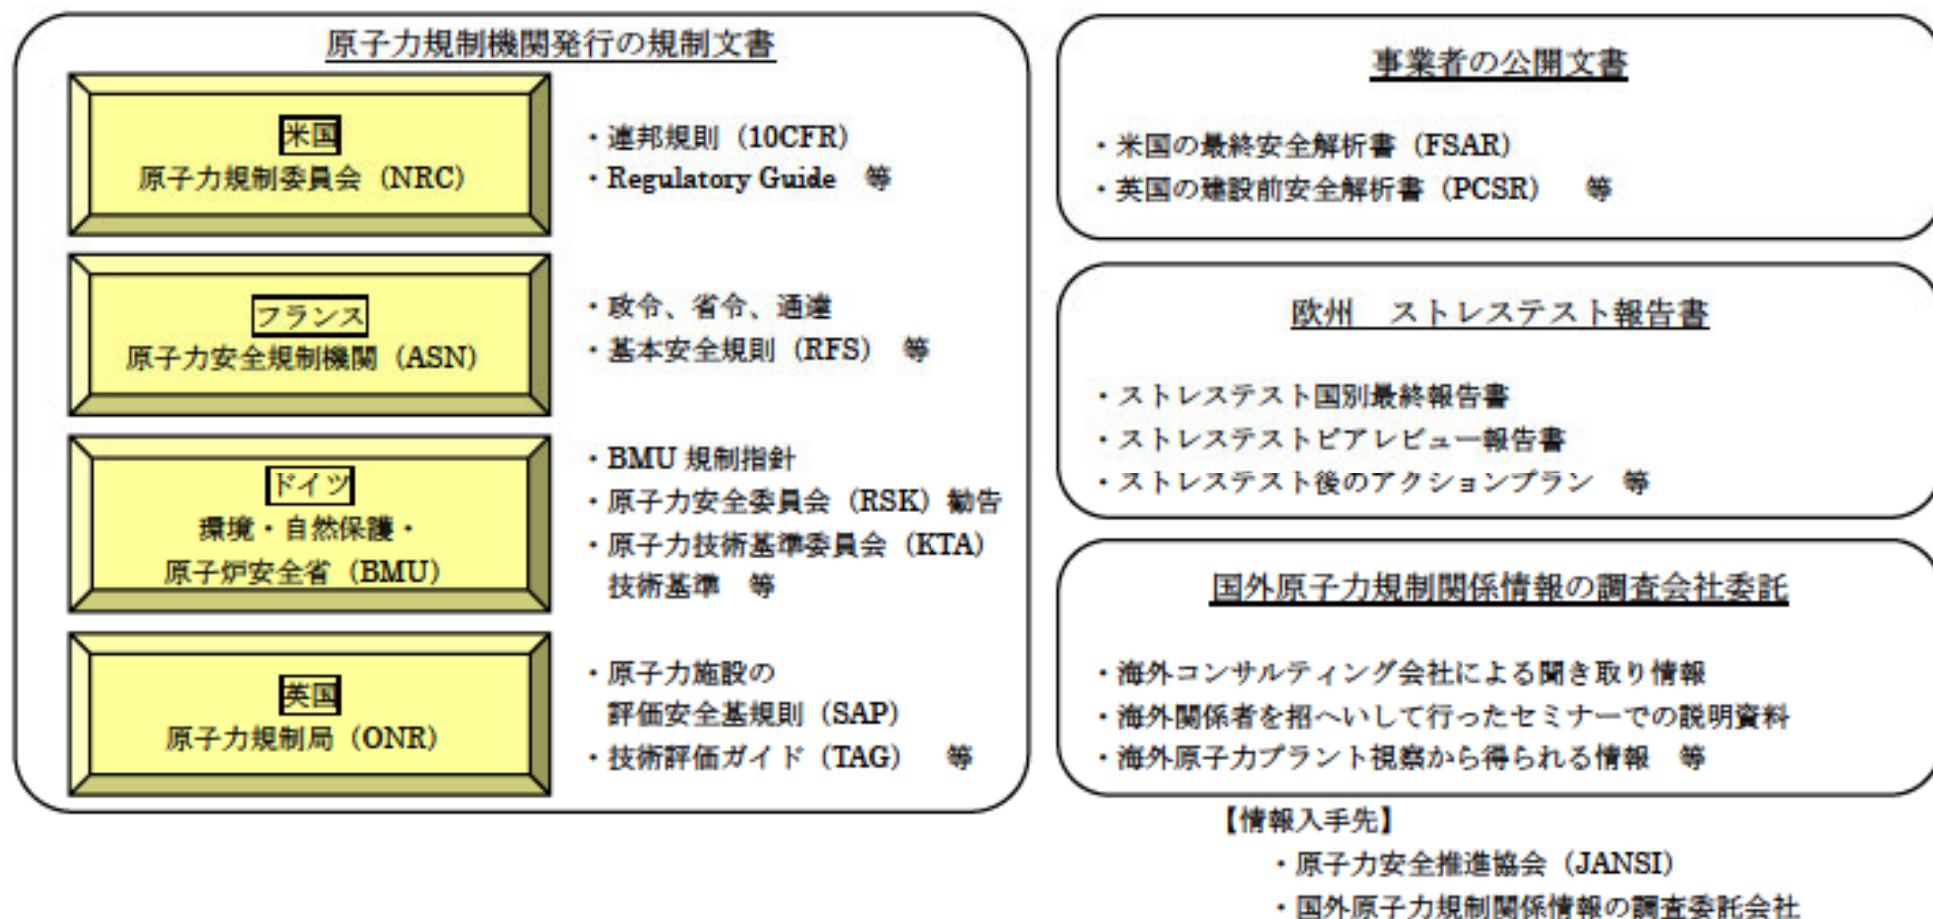 原子力規制機関発行の規制文書
米国
原子力規制委員会（NRC）
・連邦規則（10CFR）
・Regulatory Guide　等
フランス
原子力安全規制機関（ASN）
・政令、省令、通達
・基本安全規則（RFS）　等
ドイツ
環境・自然保護・
原子炉安全省（BMU）
・BMU 規制指針
・原子力安全委員会（RSK）勧告
・原子力技術基準委員会（KTA）
技術基準　等
英国
原子力規制局（ONR）
・原子力施設の
評価安全基規則（SAP）
・技術評価ガイド（TAG）　等
事業者の公開文書
・米国の最終安全解析書（FSAR）
・英国の建設前安全解析書（PCSR）　等
欧州　ストレステスト報告書
・ストレステスト国別最終報告書
・ストレステストピアレビュー報告書
・ストレステスト後のアクションプラン　等
国外原子力規制関係情報の調査会社委託
・海外コンサルティング会社による聞き取り情報
・海外関係者を招へいして行ったセミナーでの説明資料
・海外原子力プラント視察から得られる情報　等
【情報入手先】
・原子力安全推進協会（JANSI）
・国外原子力規制関係情報の調査委託会社